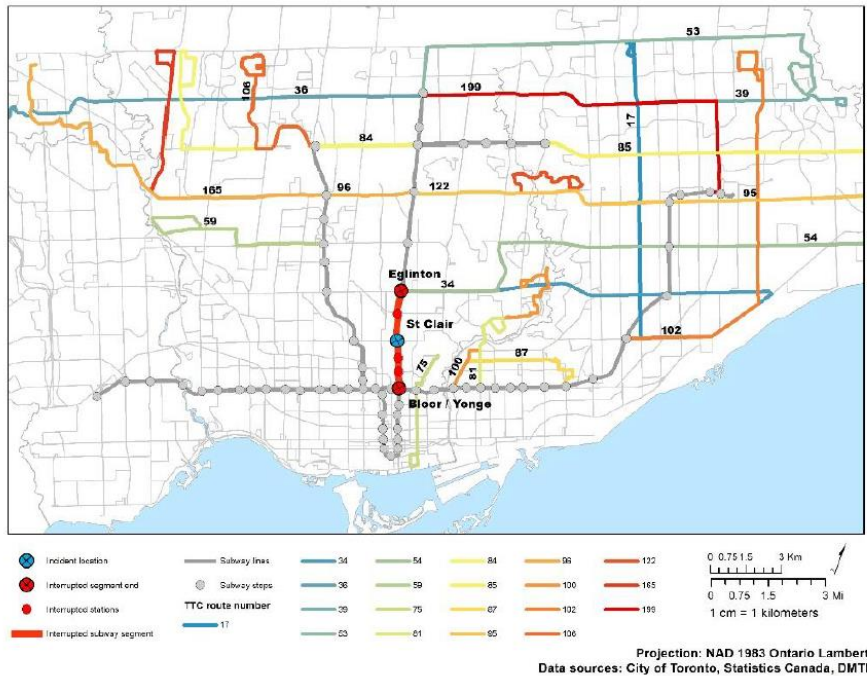 53
106
36
199
39
17
84
85
165
96
122
95
59
54
Eglinton
34
St Clair
75
100
81
87
102
Bloor / Yonge
Incident location
Interrupted segment end
Interrupted stations
Interrupted subway segment
Subway lines
Subway stops
TTC route number
17
34
36
39
53
54
59
75
81
84
85
87
95
96
100
102
106
122
165
199
0 0.75 1.5 3 Km
0 0.75 1.5 3 Mi
1 cm = 1 kilometers
Projection: NAD 1983 Ontario Lambert
Data sources: City of Toronto, Statistics Canada, DMTI